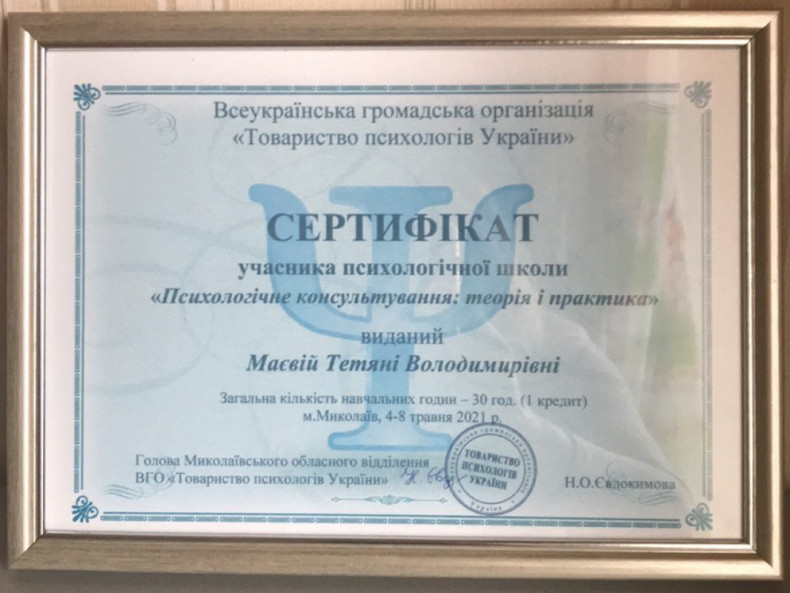 Всеукраїнська громадська організація
«Товариство психологів України»
СЕРТИФІКАТ
учасника психологічної школи
«Психологічне консультування: теорія і практика»
виданий
Маєвій Тетяні Володимирівні
Загальна кількість навчальних годин – 30 год. (1 кредит)
м.Миколаїв, 4-8 травня 2021 р.
Голова Миколаївського обласного відділення
ВГО «Товариство психологів України»
Н.О.Євдокимова
ТОВАРИСТВО
ПСИХОЛОГІВ
УКРАЇНИ